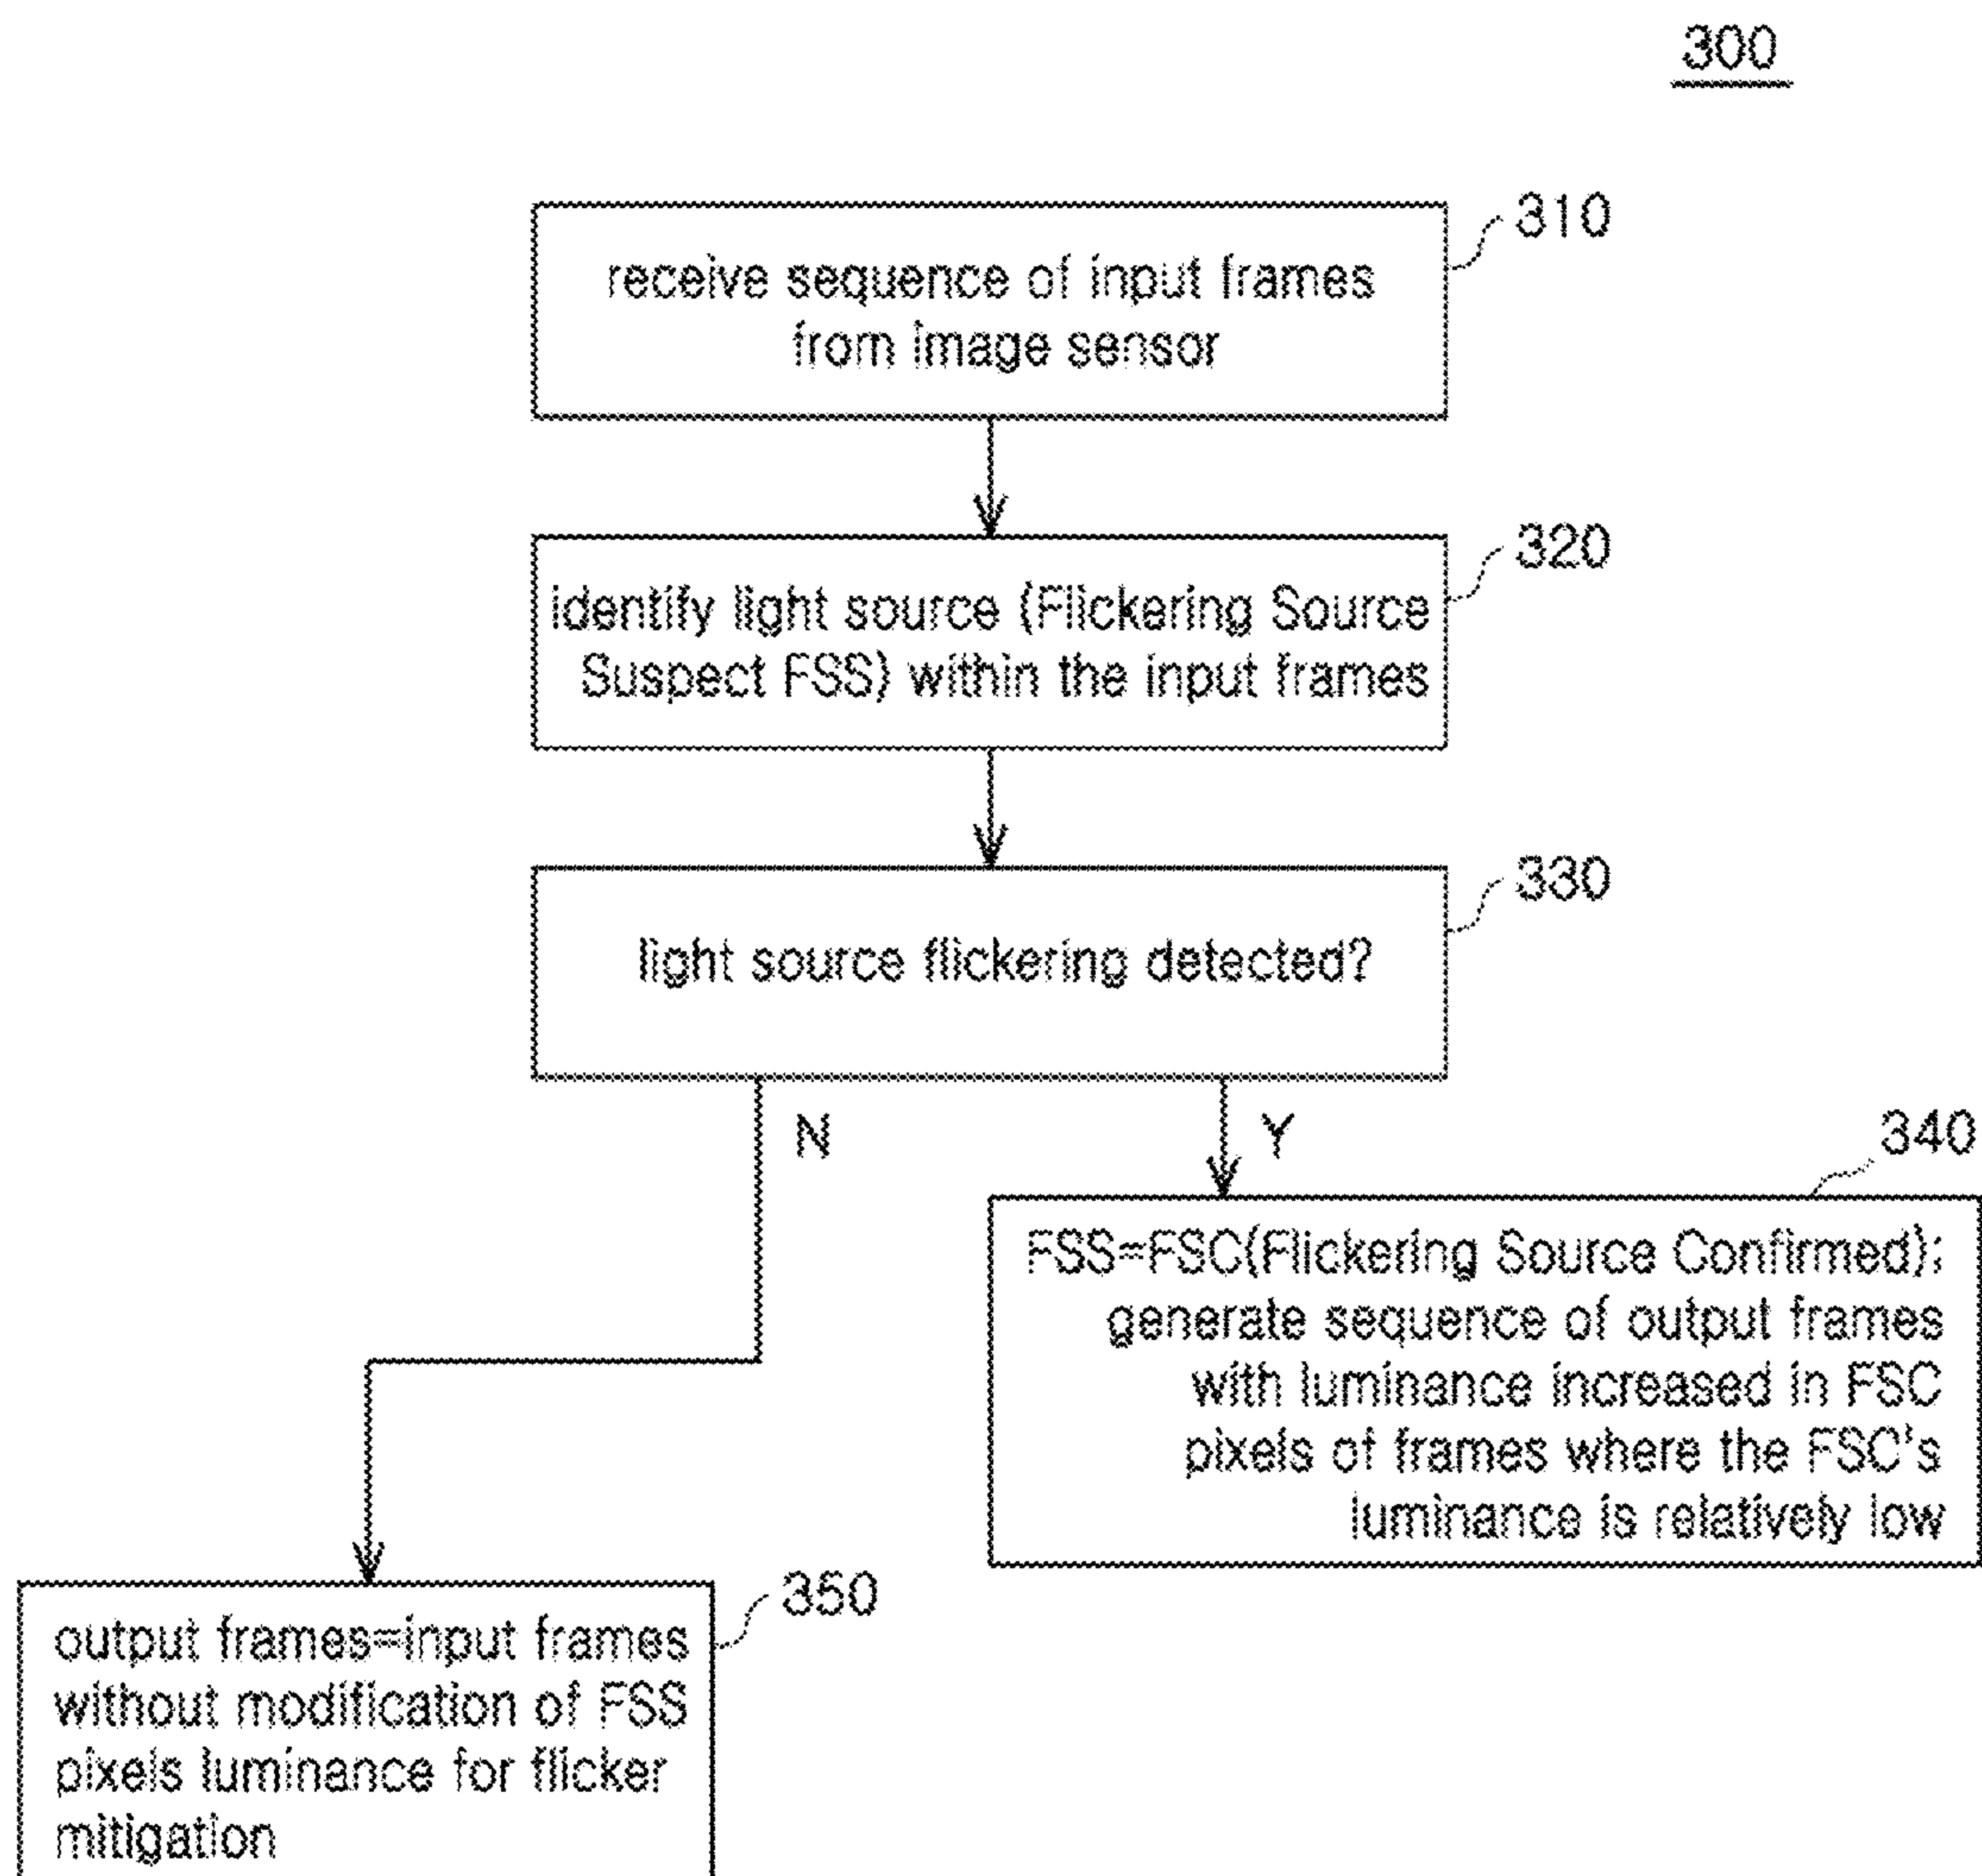 300
310
receive sequence of input frames
from image sensor
320
identify light source (Flickering Source
Suspect FSS) within the input frames
330
light source flickering detected?
N
Y
340
FSS=FSC(Flickering Source Confirmed);
generate sequence of output frames
with luminance increased in FSC
pixels of frames where the FSC's
luminance is relatively low
350
output frames=input frames
without modification of FSS
pixels luminance for flicker
mitigation